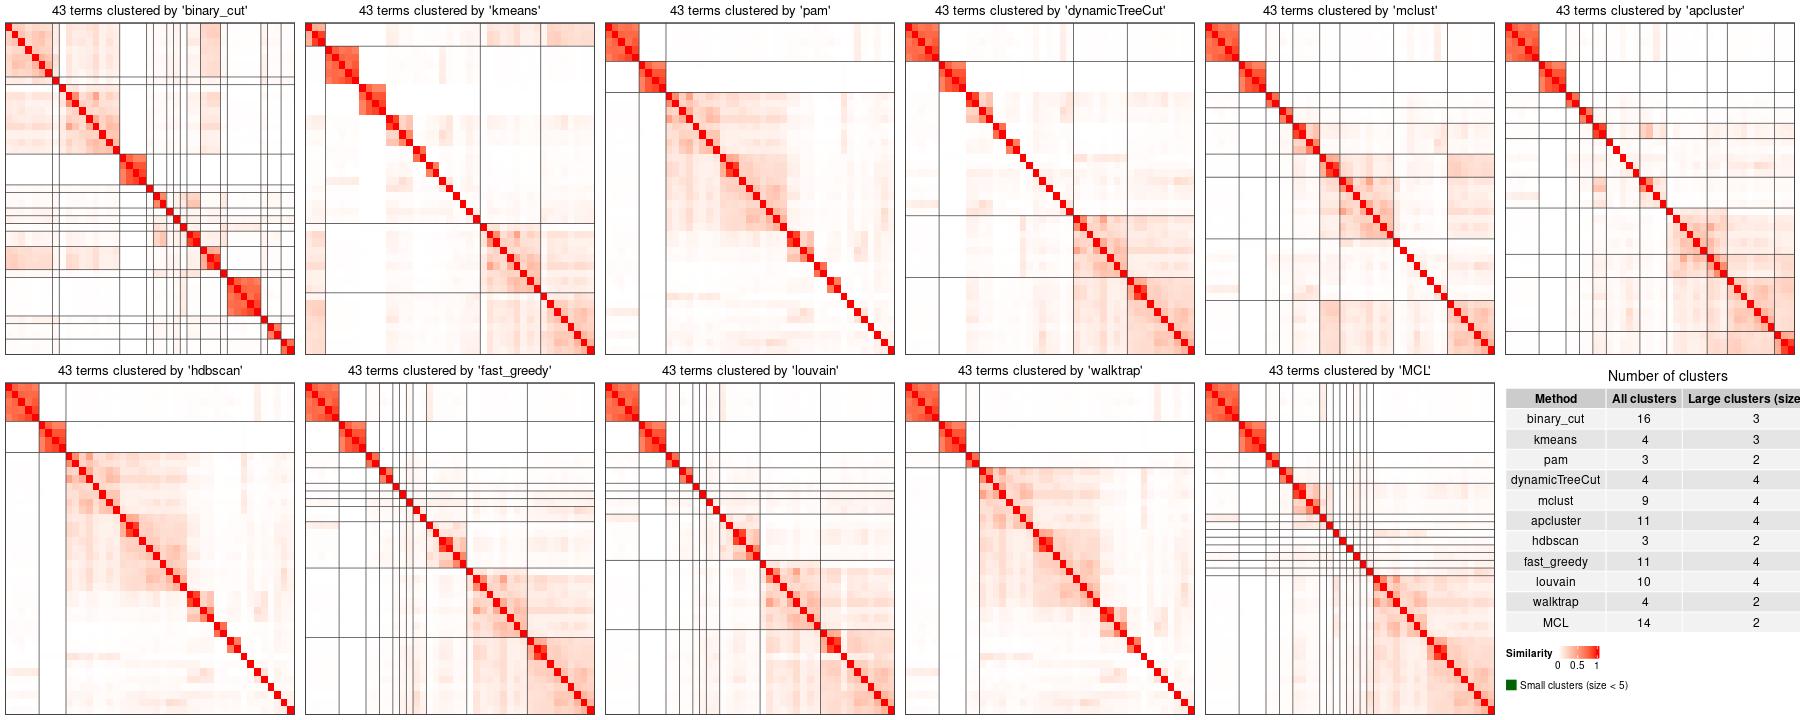 43 terms clustered by 'binary_cut'
43 terms clustered by 'kmeans'
43 terms clustered by 'pam'
43 terms clustered by 'dynamicTreeCut'
43 terms clustered by 'mclust'
43 terms clustered by 'apcluster'
43 terms clustered by 'hdbscan'
43 terms clustered by 'fast_greedy'
43 terms clustered by 'louvain'
43 terms clustered by 'walktrap'
43 terms clustered by 'MCL'
Number of clusters
Method All clusters Large clusters (size
binary_cut 16 3
kmeans 4 3
pam 3 2
dynamicTreeCut 4 4
mclust 9 4
apcluster 11 4
hdbscan 3 2
fast_greedy 11 4
louvain 10 4
walktrap 4 2
MCL 14 2
Similarity
0 0.5 1
Small clusters (size < 5)